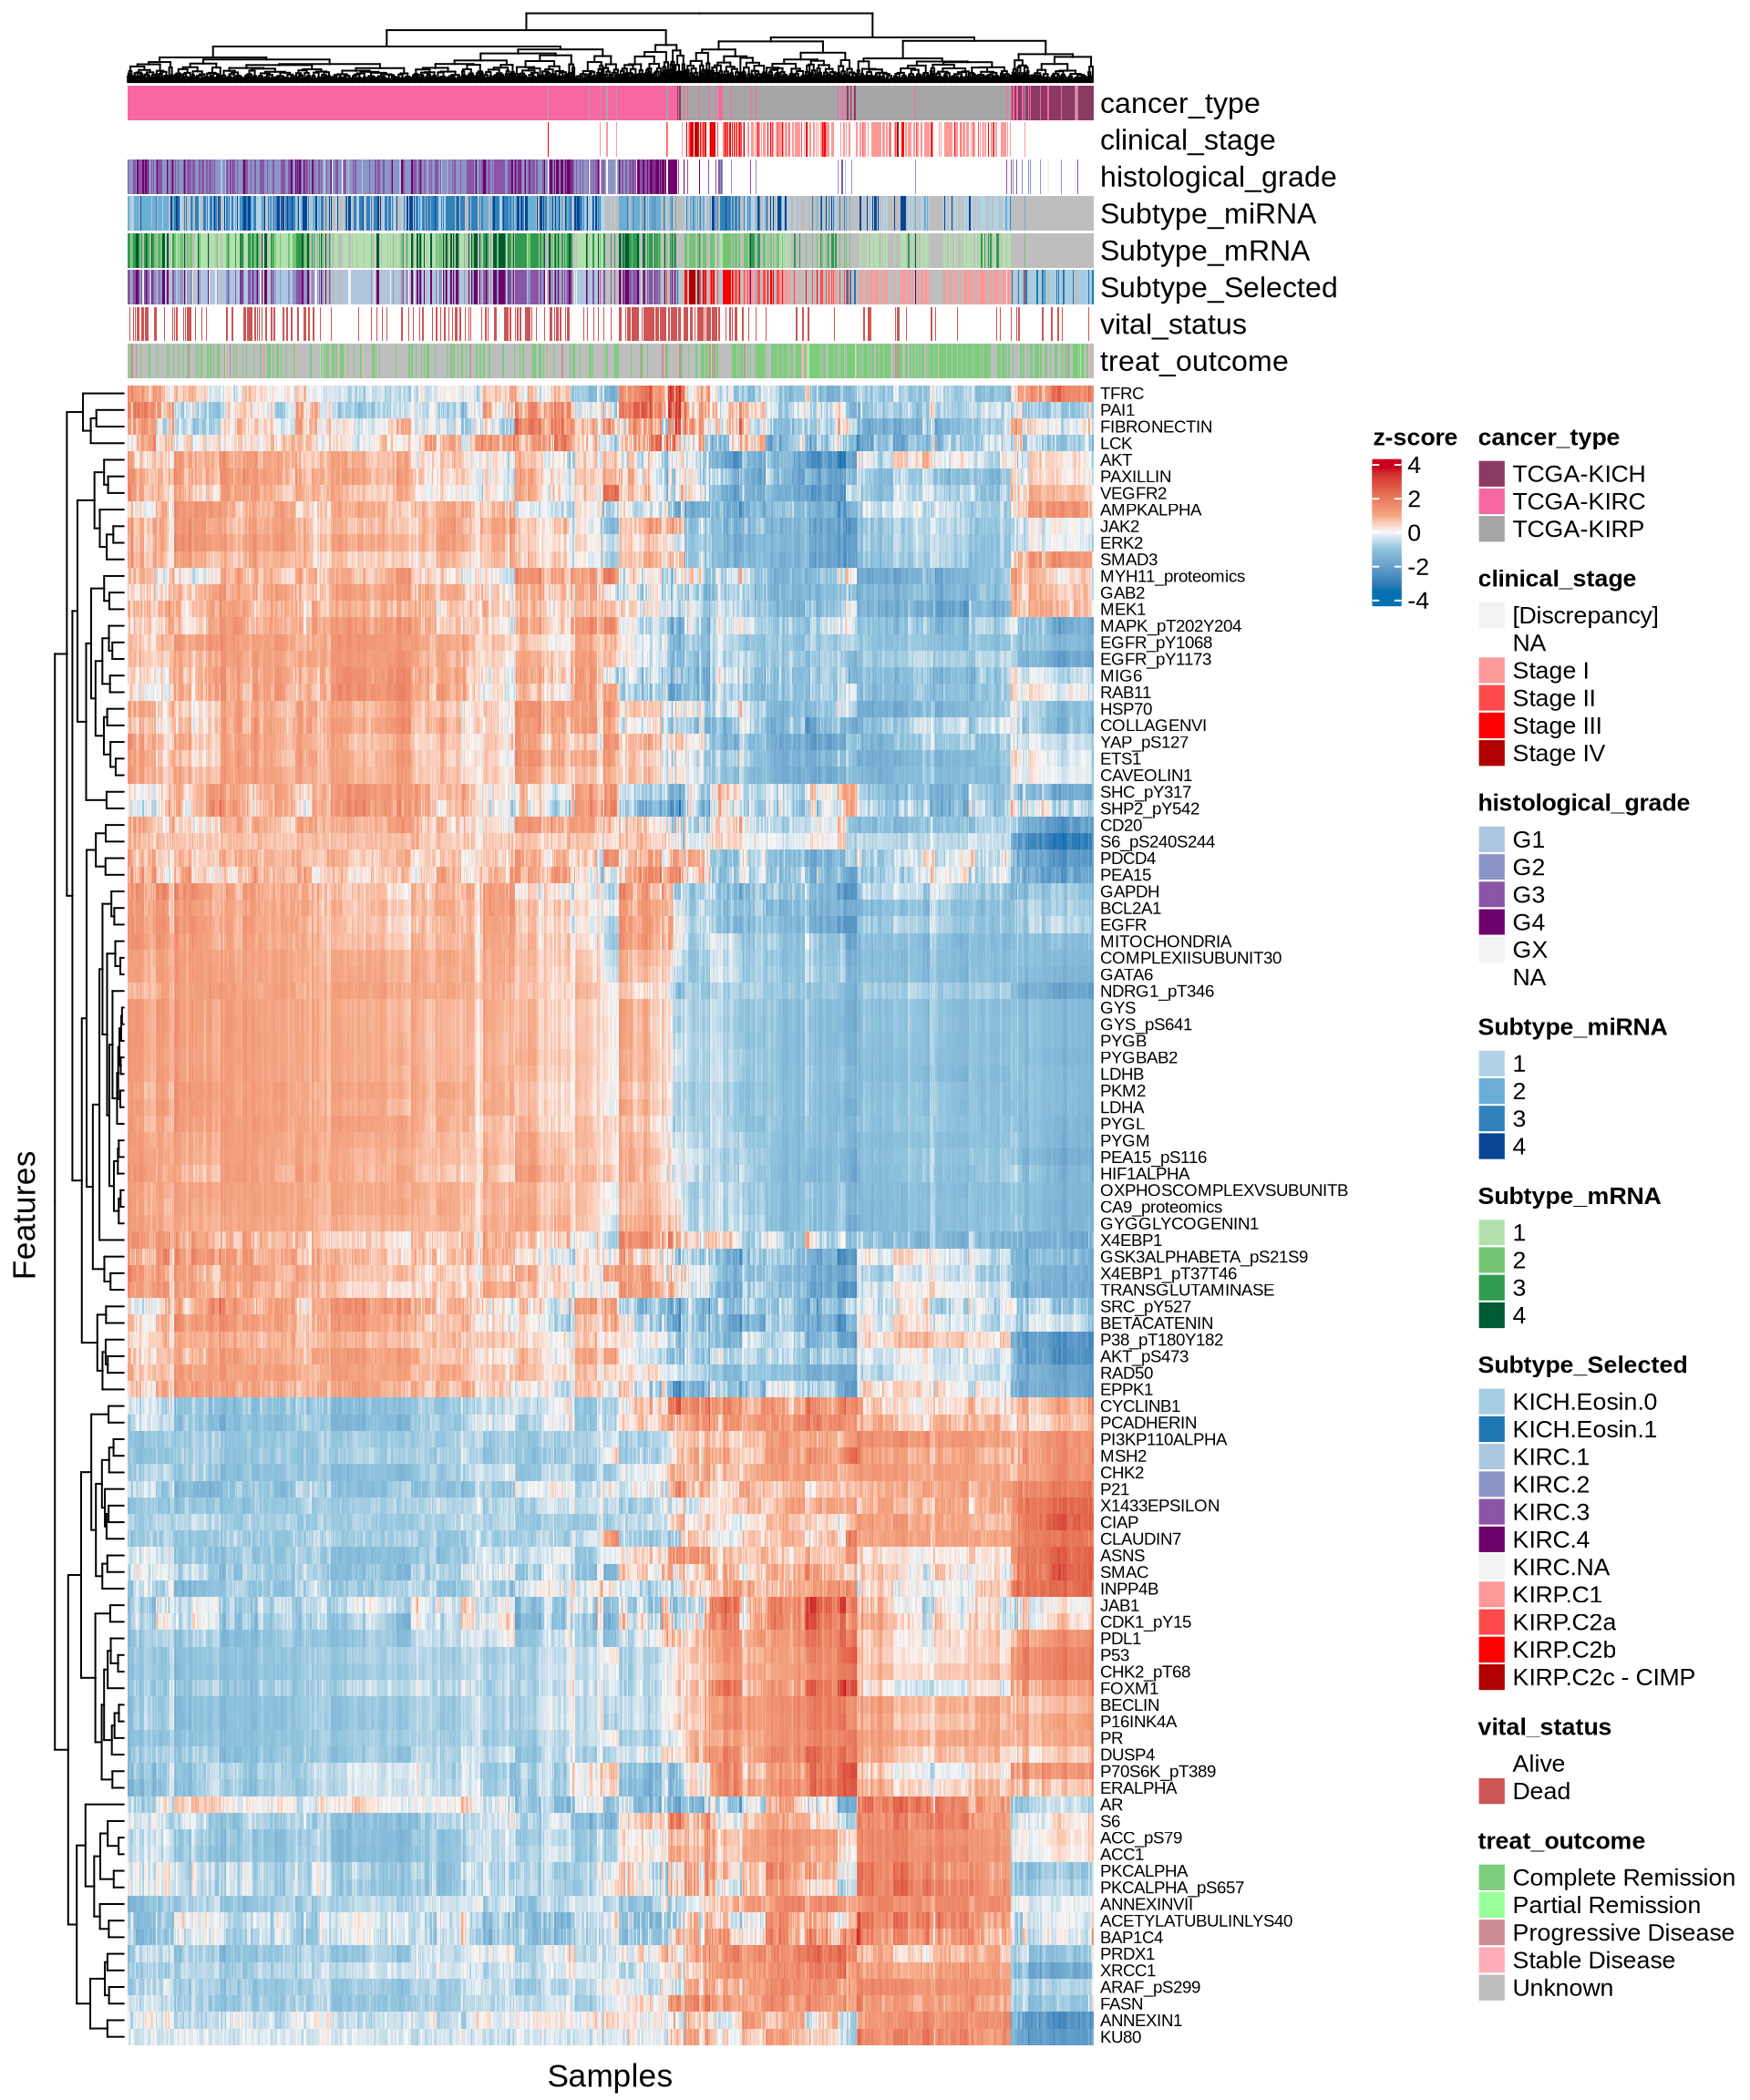 cancer_type
clinical_stage
histological_grade
Subtype_miRNA
Subtype_mRNA
Subtype_Selected
vital_status
treat_outcome
TFRC
PAI1
FIBRONECTIN
LCK
AKT
PAXILLIN
VEGFR2
AMPKALPHA
JAK2
ERK2
SMAD3
MYH11_proteomics
GAB2
MEK1
MAPK_pT202Y204
EGFR_pY1068
EGFR_pY1173
MIG6
RAB11
HSP70
COLLAGENVI
YAP_pS127
ETS1
CAVEOLIN1
SHC_pY317
SHP2_pY542
CD20
S6_pS240S244
PDCD4
PEA15
GAPDH
BCL2A1
EGFR
MITOCHONDRIA
COMPLEXIISUBUNIT30
GATA6
NDRG1_pT346
GYS
GYS_pS641
PYGB
PYGBAB2
LDHB
PKM2
LDHA
PYGL
PYGM
PEA15_pS116
HIF1ALPHA
OXPHOSCOMPLEXVSUBUNITB
CA9_proteomics
GYGGLYCOGENIN1
X4EBP1
GSK3ALPHABETA_pS21S9
X4EBP1_pT37T46
TRANSGLUTAMINASE
SRC_pY527
BETACATENIN
P38_pT180Y182
AKT_pS473
RAD50
EPPK1
CYCLINB1
PCADHERIN
PI3KP110ALPHA
MSH2
CHK2
P21
X1433EPSILON
CIAP
CLAUDIN7
ASNS
SMAC
INPP4B
JAB1
CDK1_pY15
PDL1
P53
CHK2_pT68
FOXM1
BECLIN
P16INK4A
PR
DUSP4
P70S6K_pT389
ERALPHA
AR
S6
ACC_pS79
ACC1
PKCALPHA
PKCALPHA_pS657
ANNEXINVII
ACETYLATUBULINLYS40
BAP1C4
PRDX1
XRCC1
ARAF_pS299
FASN
ANNEXIN1
KU80
Features
Samples
z-score
4
2
0
-2
-4
cancer_type
TCGA-KICH
TCGA-KIRC
TCGA-KIRP
clinical_stage
[Discrepancy]
NA
Stage I
Stage II
Stage III
Stage IV
histological_grade
G1
G2
G3
G4
GX
NA
Subtype_miRNA
1
2
3
4
Subtype_mRNA
1
2
3
4
Subtype_Selected
KICH.Eosin.0
KICH.Eosin.1
KIRC.1
KIRC.2
KIRC.3
KIRC.4
KIRC.NA
KIRP.C1
KIRP.C2a
KIRP.C2b
KIRP.C2c - CIMP
vital_status
Alive
Dead
treat_outcome
Complete Remission
Partial Remission
Progressive Disease
Stable Disease
Unknown